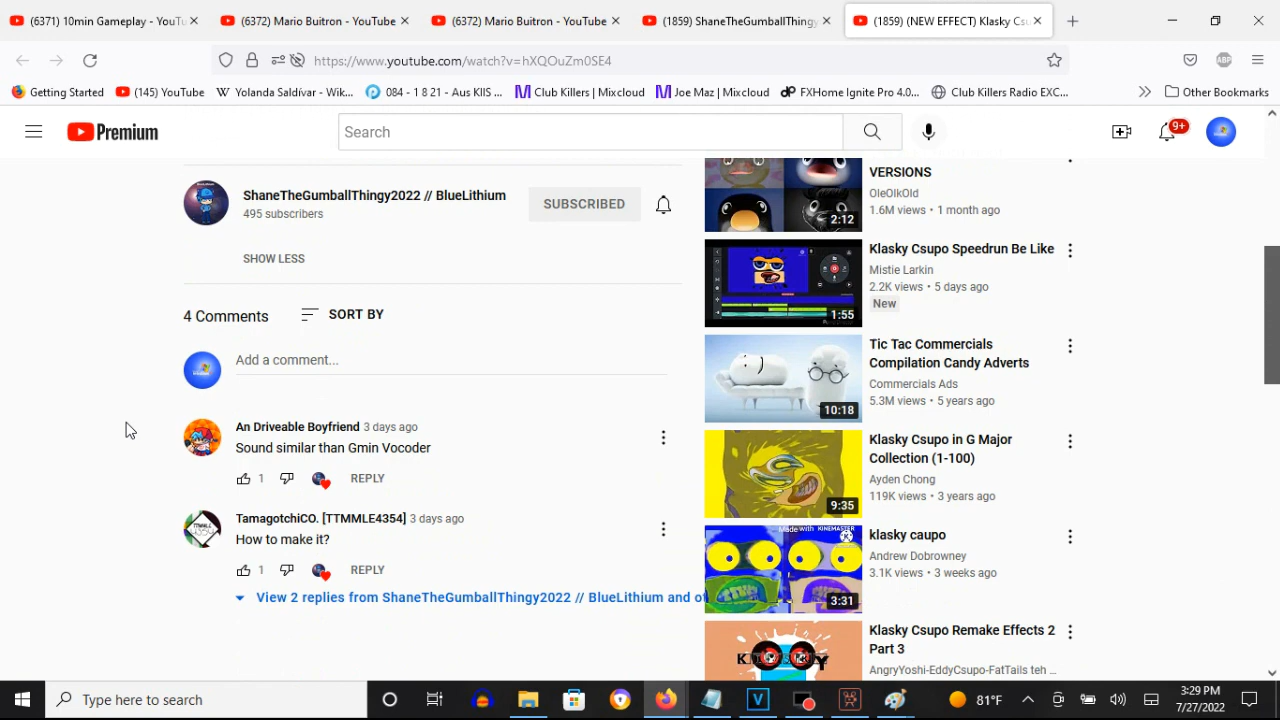 (6371) 10min Gameplay - YouTu
(6372) Mario Buitron - YouTube
(6372) Mario Buitron - YouTube
(1859) ShaneTheGumballThingy
(1859) (NEW EFFECT) Klasky Csu
https://www.youtube.com/watch?v=hXQOuZm0SE4
Getting Started
(145) YouTube
Yolanda Saldívar - Wik...
084 - 1 8 21 - Aus KIIS ...
Club Killers | Mixcloud
Joe Maz | Mixcloud
FXHome Ignite Pro 4.0...
Club Killers Radio EXC...
Other Bookmarks
ABP
Premium
Search
9+
ShaneTheGumballThingy2022 // BlueLithium
495 subscribers
SUBSCRIBED
SHOW LESS
4 Comments
SORT BY
Add a comment...
An Driveable Boyfriend 3 days ago
Sound similar than Gmin Vocoder
1
REPLY
TamagotchiCO. [TTMMLE4354] 3 days ago
How to make it?
1
REPLY
View 2 replies from ShaneTheGumballThingy2022 // BlueLithium and ot
VERSIONS
OleOlkOld
1.6M views • 1 month ago
2:12
Klasky Csupo Speedrun Be Like
Mistie Larkin
2.2K views • 5 days ago
New
1:55
Tic Tac Commercials
Compilation Candy Adverts
Commercials Ads
5.3M views • 5 years ago
10:18
Klasky Csupo in G Major
Collection (1-100)
Ayden Chong
119K views • 3 years ago
9:35
Made with KINEMASTER
klasky caupo
Andrew Dobrowney
3.1K views • 3 weeks ago
3:31
Klasky Csupo Remake Effects 2
Part 3
AngryYoshi-EddyCsupo-FatTails teh ...
Type here to search
81°F
3:29 PM
7/27/2022